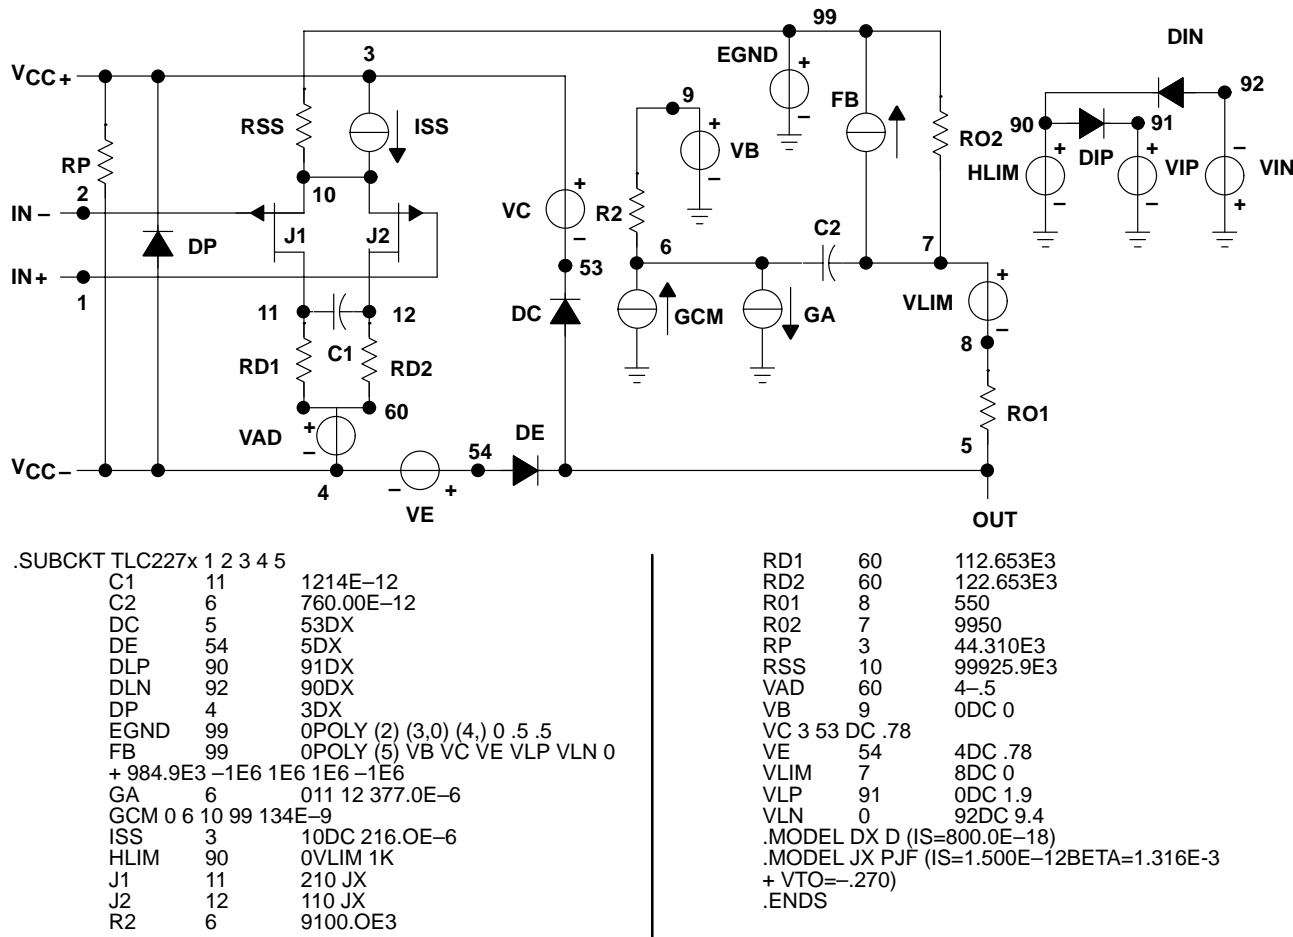 99
DIN
3
EGND
+
V CC+
92
9
+
FB
–
90
91
RSS
ISS
VB
–
RO2
+
+
–
RP
DIP
HLIM
VIP
VIN
2
10
+
–
–
+
IN –
VC
R2
C2
J1
J2
–
6
7
DP
IN +
53
+
1
11
12
DC
GCM
GA
VLIM
–
C1
8
RD1
RD2
60
RO1
+
VAD
DE
–
54
5
V CC –
4
–
+
VE
OUT
.SUBCKT TLC227x 1 2 3 4 5
C1 11 1214E–12
C2 6 760.00E–12
DC 5 53DX
DE 54 5DX
DLP 90 91DX
DLN 92 90DX
DP 4 3DX
EGND 99 0POLY (2) (3,0) (4,) 0 .5 .5
FB 99 0POLY (5) VB VC VE VLP VLN 0
+ 984.9E3 –1E6 1E6 1E6 –1E6
GA 6 011 12 377.0E–6
GCM 0 6 10 99 134E–9
ISS 3 10DC 216.OE–6
HLIM 90 0VLIM 1K
J1 11 210 JX
J2 12 110 JX
R2 6 9100.OE3
RD1 60 112.653E3
RD2 60 122.653E3
R01 8 550
R02 7 9950
RP 3 44.310E3
RSS 10 99925.9E3
VAD 60 4–.5
VB 9 0DC 0
VC 3 53 DC .78
VE 54 4DC .78
VLIM 7 8DC 0
VLP 91 0DC 1.9
VLN 0 92DC 9.4
.MODEL DX D (IS=800.0E–18)
.MODEL JX PJF (IS=1.500E–12BETA=1.316E-3
+ VTO=–.270)
.ENDS